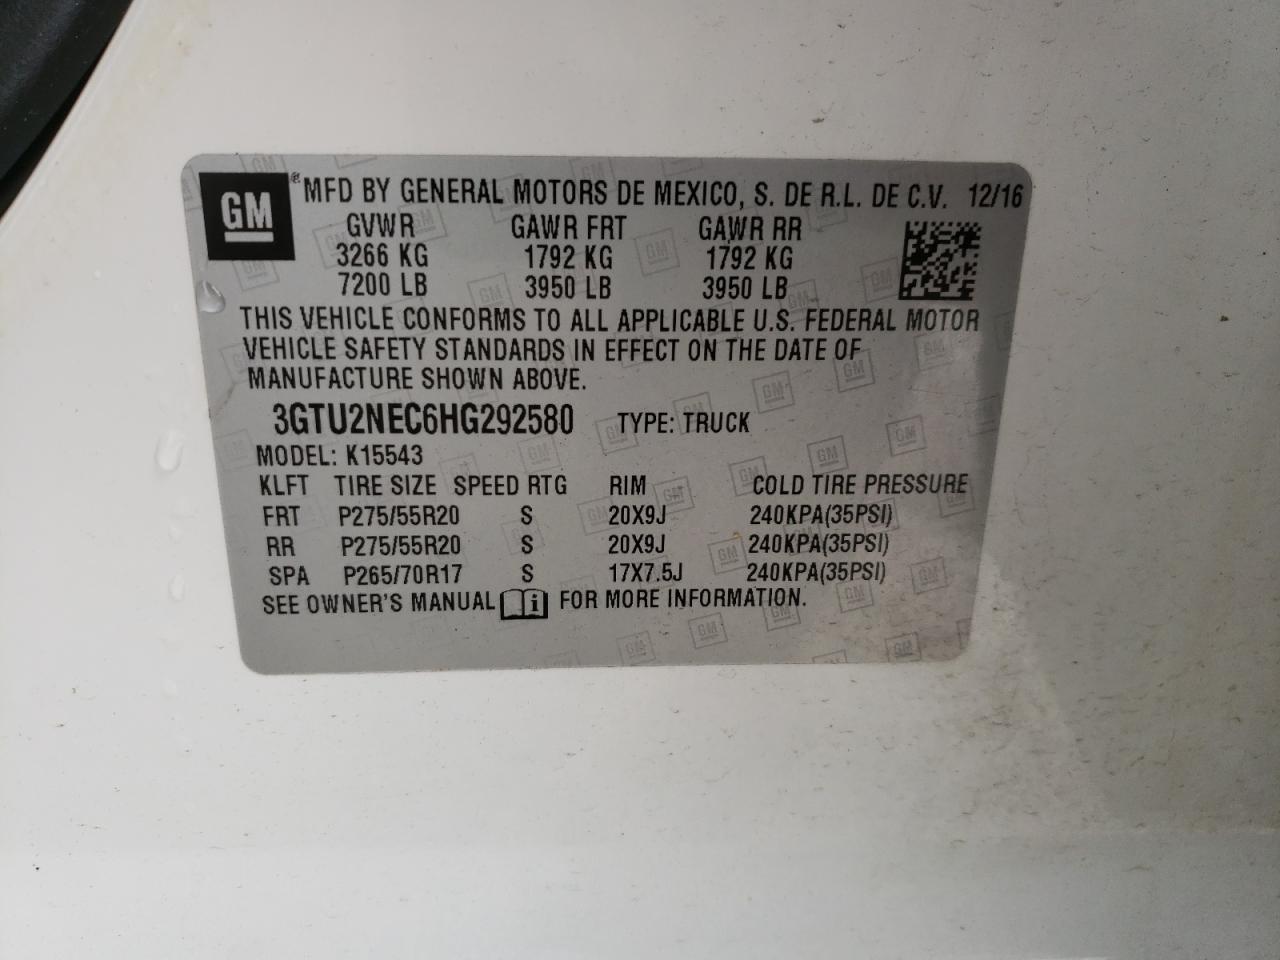 GM ® MFD BY GENERAL MOTORS DE MEXICO, S. DE R.L. DE C.V. 12/16
GVWR GAWR FRT GAWR RR
3266 KG 1792 KG 1792 KG
7200 LB 3950 LB 3950 LB
THIS VEHICLE CONFORMS TO ALL APPLICABLE U.S. FEDERAL MOTOR
VEHICLE SAFETY STANDARDS IN EFFECT ON THE DATE OF
MANUFACTURE SHOWN ABOVE.
3GTU2NEC6HG292580 TYPE: TRUCK
MODEL: K15543
KLFT TIRE SIZE SPEED RTG RIM COLD TIRE PRESSURE
FRT P275/55R20 S 20X9J 240KPA(35PSI)
RR P275/55R20 S 20X9J 240KPA(35PSI)
SPA P265/70R17 S 17X7.5J 240KPA(35PSI)
SEE OWNER'S MANUAL i FOR MORE INFORMATION.